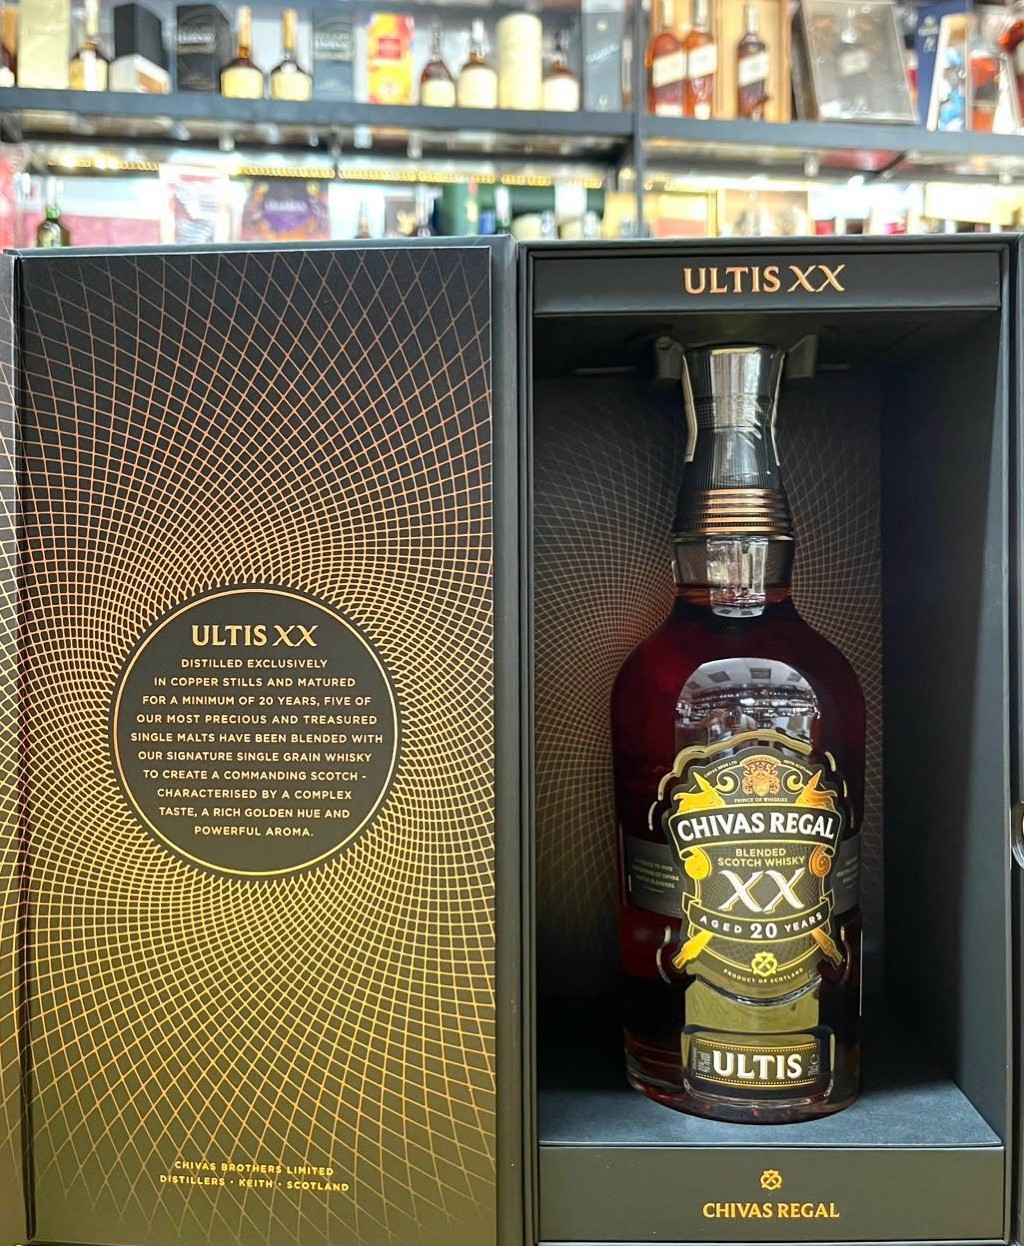 ULTIS XX
ULTIS XX
DISTILLED EXCLUSIVELY
IN COPPER STILLS AND MATURED
FOR A MINIMUM OF 20 YEARS, FIVE OF
OUR MOST PRECIOUS AND TREASURED
SINGLE MALTS HAVE BEEN BLENDED WITH
OUR SIGNATURE SINGLE GRAIN WHISKY
TO CREATE A COMMANDING SCOTCH -
CHARACTERISED BY A COMPLEX
TASTE, A RICH GOLDEN HUE AND
POWERFUL AROMA.
CHIVAS BROTHERS LIMITED
DISTILLERS · KEITH · SCOTLAND
PRINCE OF WHISKIES
CHIVAS REGAL
BLENDED
SCOTCH WHISKY
XX
AGED 20 YEARS
PRODUCT OF SCOTLAND
ULTIS
CHIVAS REGAL